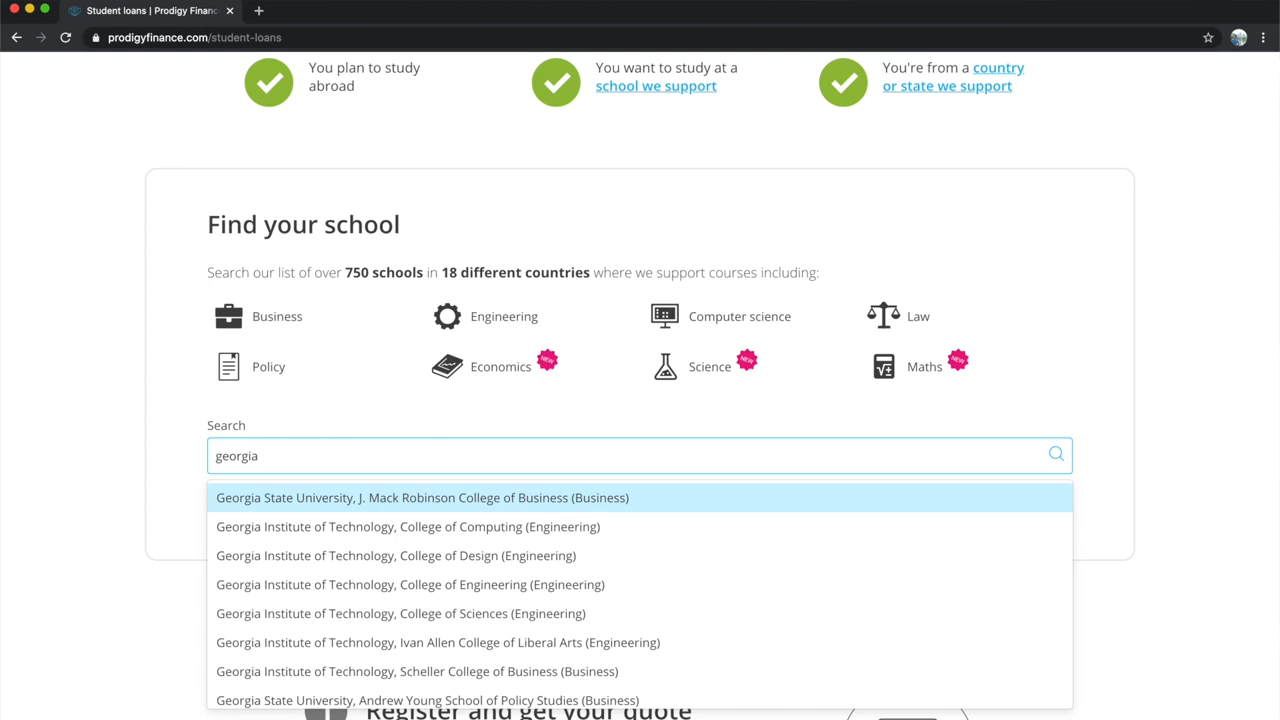 Student loans | Prodigy Financ
prodigyfinance.com/student-loans
You plan to study
abroad
You want to study at a
school we support
You're from a country
or state we support
Find your school
Search our list of over 750 schools in 18 different countries where we support courses including:
Business
Engineering
Computer science
Law
Policy
Economics NEW
Science NEW
Maths NEW
Search
georgia
Georgia State University, J. Mack Robinson College of Business (Business)
Georgia Institute of Technology, College of Computing (Engineering)
Georgia Institute of Technology, College of Design (Engineering)
Georgia Institute of Technology, College of Engineering (Engineering)
Georgia Institute of Technology, College of Sciences (Engineering)
Georgia Institute of Technology, Ivan Allen College of Liberal Arts (Engineering)
Georgia Institute of Technology, Scheller College of Business (Business)
Georgia State University, Andrew Young School of Policy Studies (Business)
Register and get your quote